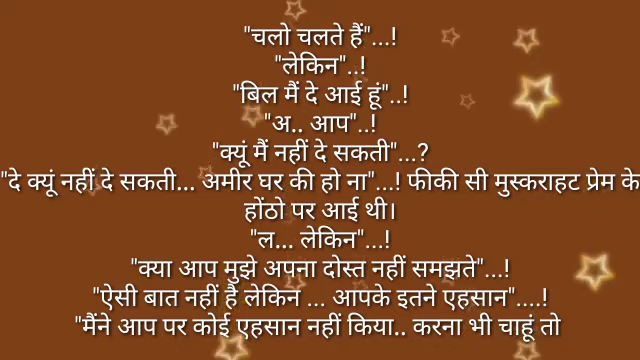 "चलो चलते हैं"...!
"लेकिन"..!
"बिल मैं दे आई हूं"..!
"अ.. आप"..!
"क्यूं मैं नहीं दे सकती"...?
"दे क्यूं नहीं दे सकती... अमीर घर की हो ना"...! फीकी सी मुस्कराहट प्रेम के
होंठो पर आई थी।
"ल... लेकिन"...!
"क्या आप मुझे अपना दोस्त नहीं समझते"...!
"ऐसी बात नहीं है लेकिन ... आपके इतने एहसान"....!
"मैंने आप पर कोई एहसान नहीं किया.. करना भी चाहूं तो